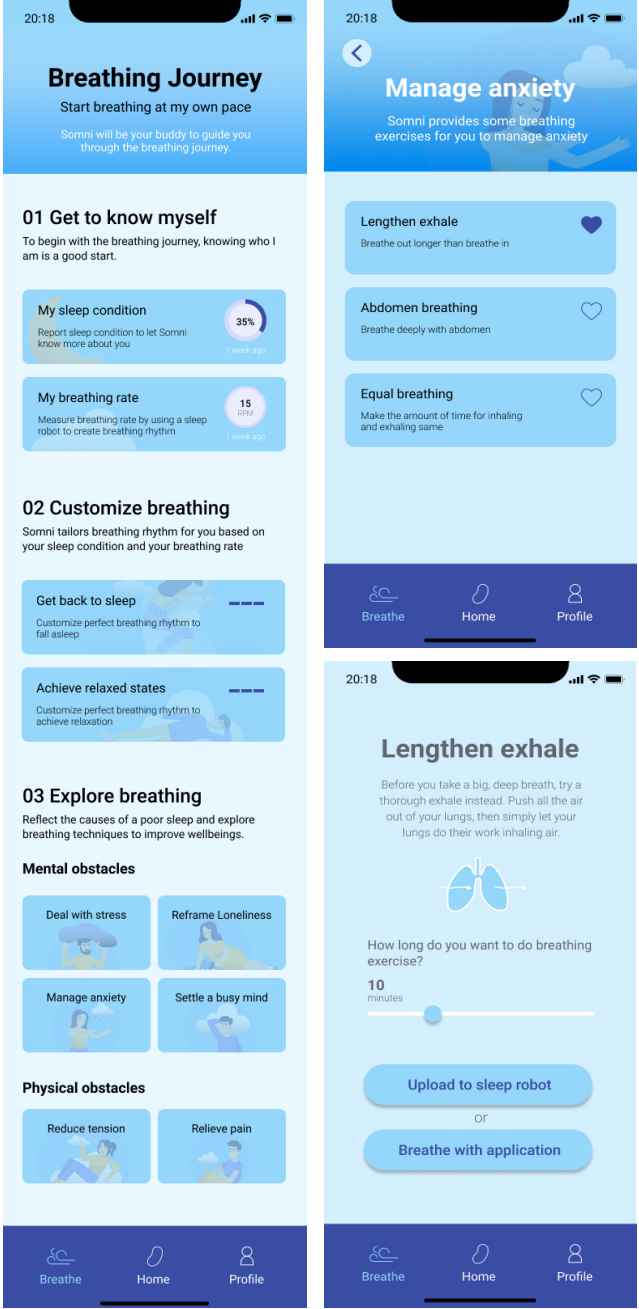 20:18
Breathing Journey
Start breathing at my own pace
Somni will be your buddy to guide you
through the breathing journey.
01 Get to know myself
To begin with the breathing journey, knowing who I
am is a good start.
My sleep condition
Report sleep condition to let Somni
know more about you
35%
1 week ago
My breathing rate
Measure breathing rate by using a sleep
robot to create breathing rhythm
15
RPM
1 week ago
02 Customize breathing
Somni tailors breathing rhythm for you based on
your sleep condition and your breathing rate
Get back to sleep
Customize perfect breathing rhythm to
fall asleep
Achieve relaxed states
Customize perfect breathing rhythm to
achieve relaxation
03 Explore breathing
Reflect the causes of a poor sleep and explore
breathing techniques to improve wellbeings.
Mental obstacles
Deal with stress
Reframe Loneliness
Manage anxiety
Settle a busy mind
Physical obstacles
Reduce tension
Relieve pain
Breathe
Home
Profile
20:18
Manage anxiety
Somni provides some breathing
exercises for you to manage anxiety
Lengthen exhale
Breathe out longer than breathe in
Abdomen breathing
Breathe deeply with abdomen
Equal breathing
Make the amount of time for inhaling
and exhaling same
Breathe
Home
Profile
20:18
Lengthen exhale
Before you take a big, deep breath, try a
thorough exhale instead. Push all the air
out of your lungs, then simply let your
lungs do their work inhaling air.
How long do you want to do breathing
exercise?
10
minutes
Upload to sleep robot
or
Breathe with application
Breathe
Home
Profile